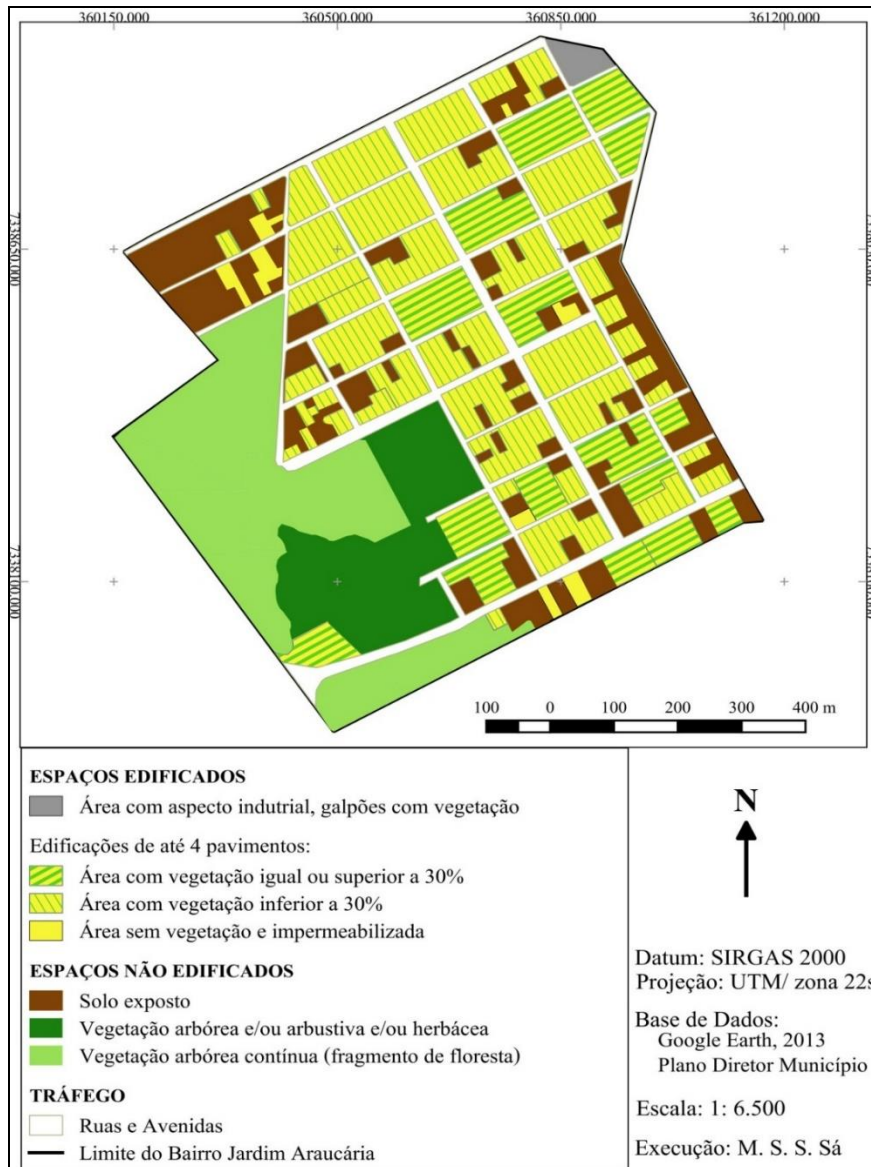 360150.000 360500.000 360850.000 361200.000
7338650.000
7338100.000
100 0 100 200 300 400 m
ESPAÇOS EDIFICADOS
Área com aspecto indutrial, galpões com vegetação
Edificações de até 4 pavimentos:
Área com vegetação igual ou superior a 30%
Área com vegetação inferior a 30%
Área sem vegetação e impermeabilizada
ESPAÇOS NÃO EDIFICADOS
Solo exposto
Vegetação arbórea e/ou arbustiva e/ou herbácea
Vegetação arbórea contínua (fragmento de floresta)
TRÁFEGO
Ruas e Avenidas
Limite do Bairro Jardim Araucária
N
Datum: SIRGAS 2000
Projeção: UTM/ zona 22s
Base de Dados:
Google Earth, 2013
Plano Diretor Município
Escala: 1: 6.500
Execução: M. S. S. Sá